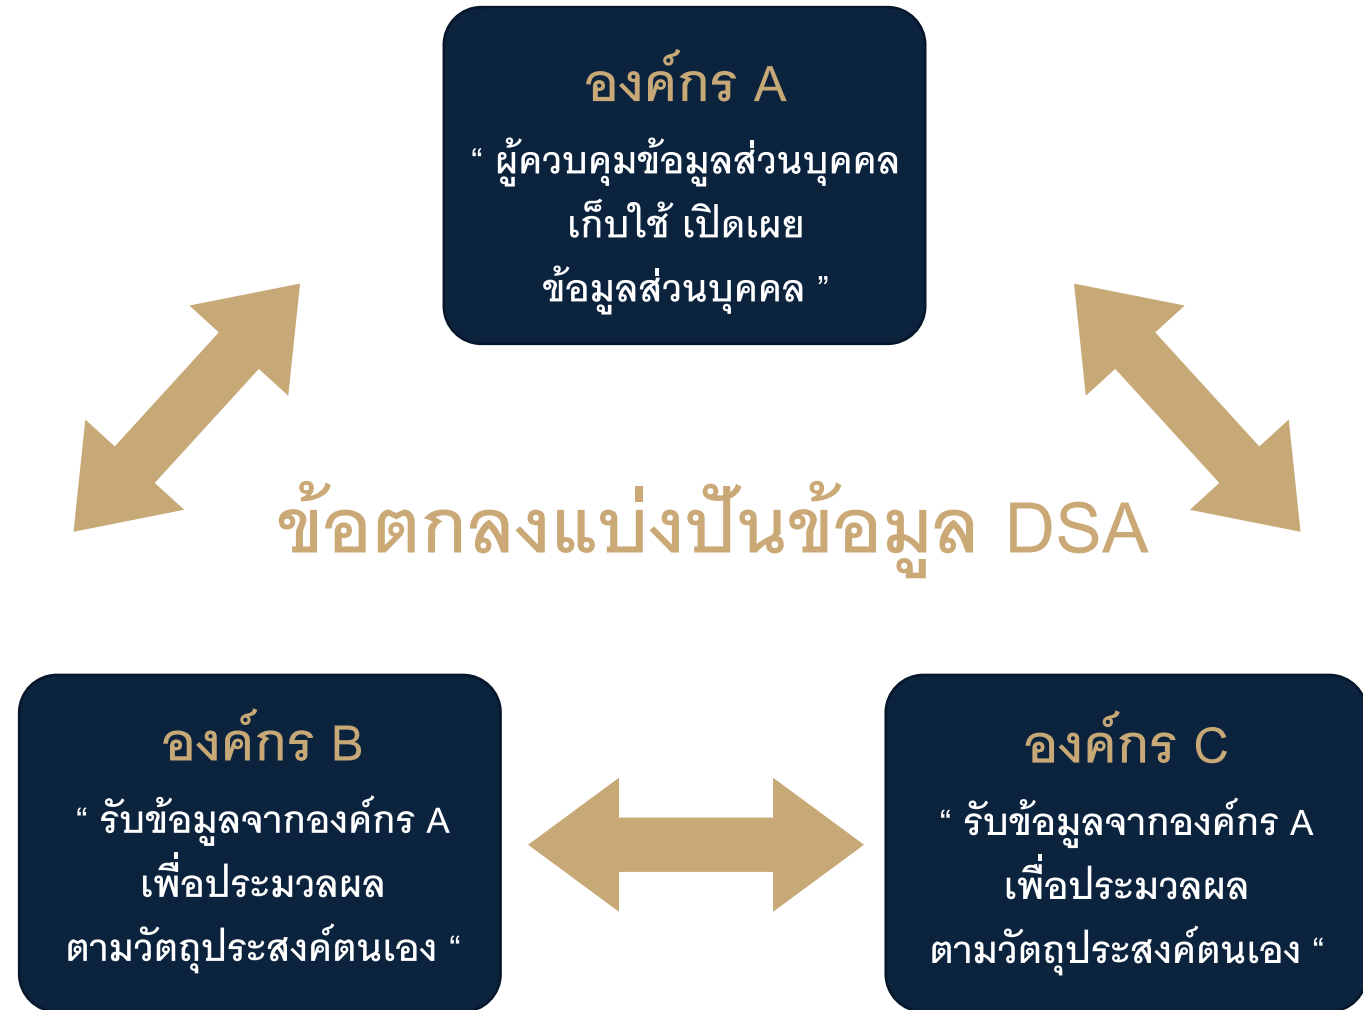 องค์กร A
“ ผู้ควบคุมข้อมูลส่วนบุคคล
เก็บใช้ เปิดเผย
ข้อมูลส่วนบุคคล ”
ข้อตกลงแบ่งปันข้อมูล DSA
องค์กร B
“ รับข้อมูลจากองค์กร A
เพื่อประมวลผล
ตามวัตถุประสงค์ตนเอง “
องค์กร C
“ รับข้อมูลจากองค์กร A
เพื่อประมวลผล
ตามวัตถุประสงค์ตนเอง “